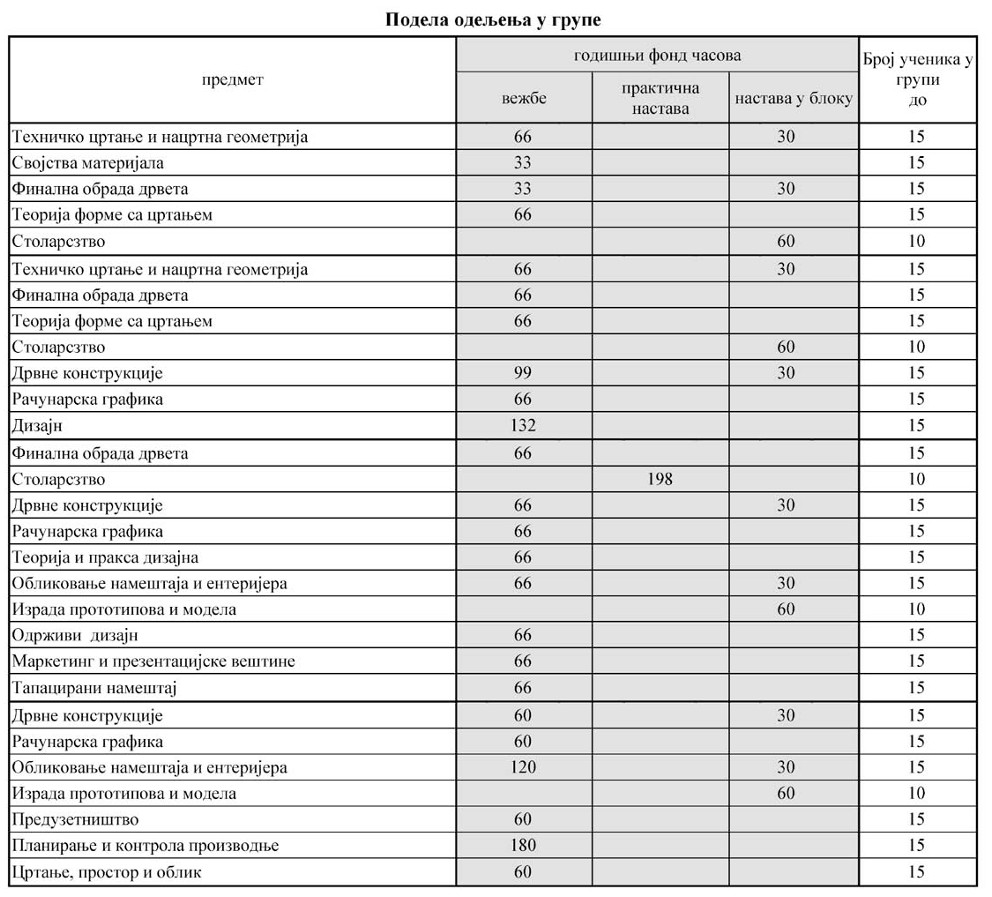 Подела одељења у групе
предмет годишњи фонд часова Број ученика у групи до
вежбе практична настава настава у блоку
Техничко цртање и нацртна геометрија 66 30 15
Својства материјала 33 15
Финална обрада дрвета 33 30 15
Теорија форме са цртањем 66 15
Столарзтво 60 10
Техничко цртање и нацртна геометрија 66 30 15
Финална обрада дрвета 66 15
Теорија форме са цртањем 66 15
Столарзтво 60 10
Дрвне конструкције 99 30 15
Рачунарска графика 66 15
Дизајн 132 15
Финална обрада дрвета 66 15
Столарзтво 198 10
Дрвне конструкције 66 30 15
Рачунарска графика 66 15
Теорија и пракса дизајна 66 15
Обликовање намештаја и ентеријера 66 30 15
Израда прототипова и модела 60 10
Одрживи дизајн 66 15
Маркетинг и презентацијске вештине 66 15
Тапацирани намештај 66 15
Дрвне конструкције 60 30 15
Рачунарска графика 60 15
Обликовање намештаја и ентеријера 120 30 15
Израда прототипова и модела 60 10
Предузетништво 60 15
Планирање и контрола производње 180 15
Цртање, простор и облик 60 15